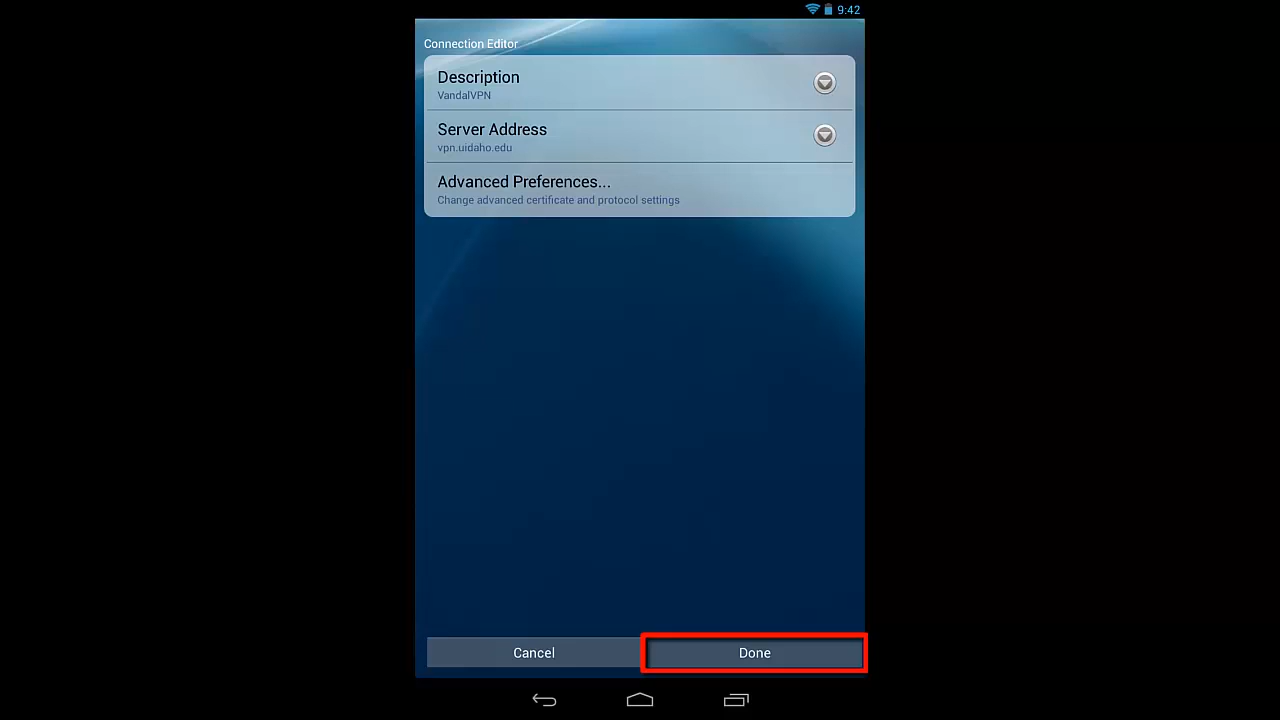 9:42
Connection Editor
Description
VandalVPN
Server Address
vpn.uidaho.edu
Advanced Preferences...
Change advanced certificate and protocol settings
Cancel
Done